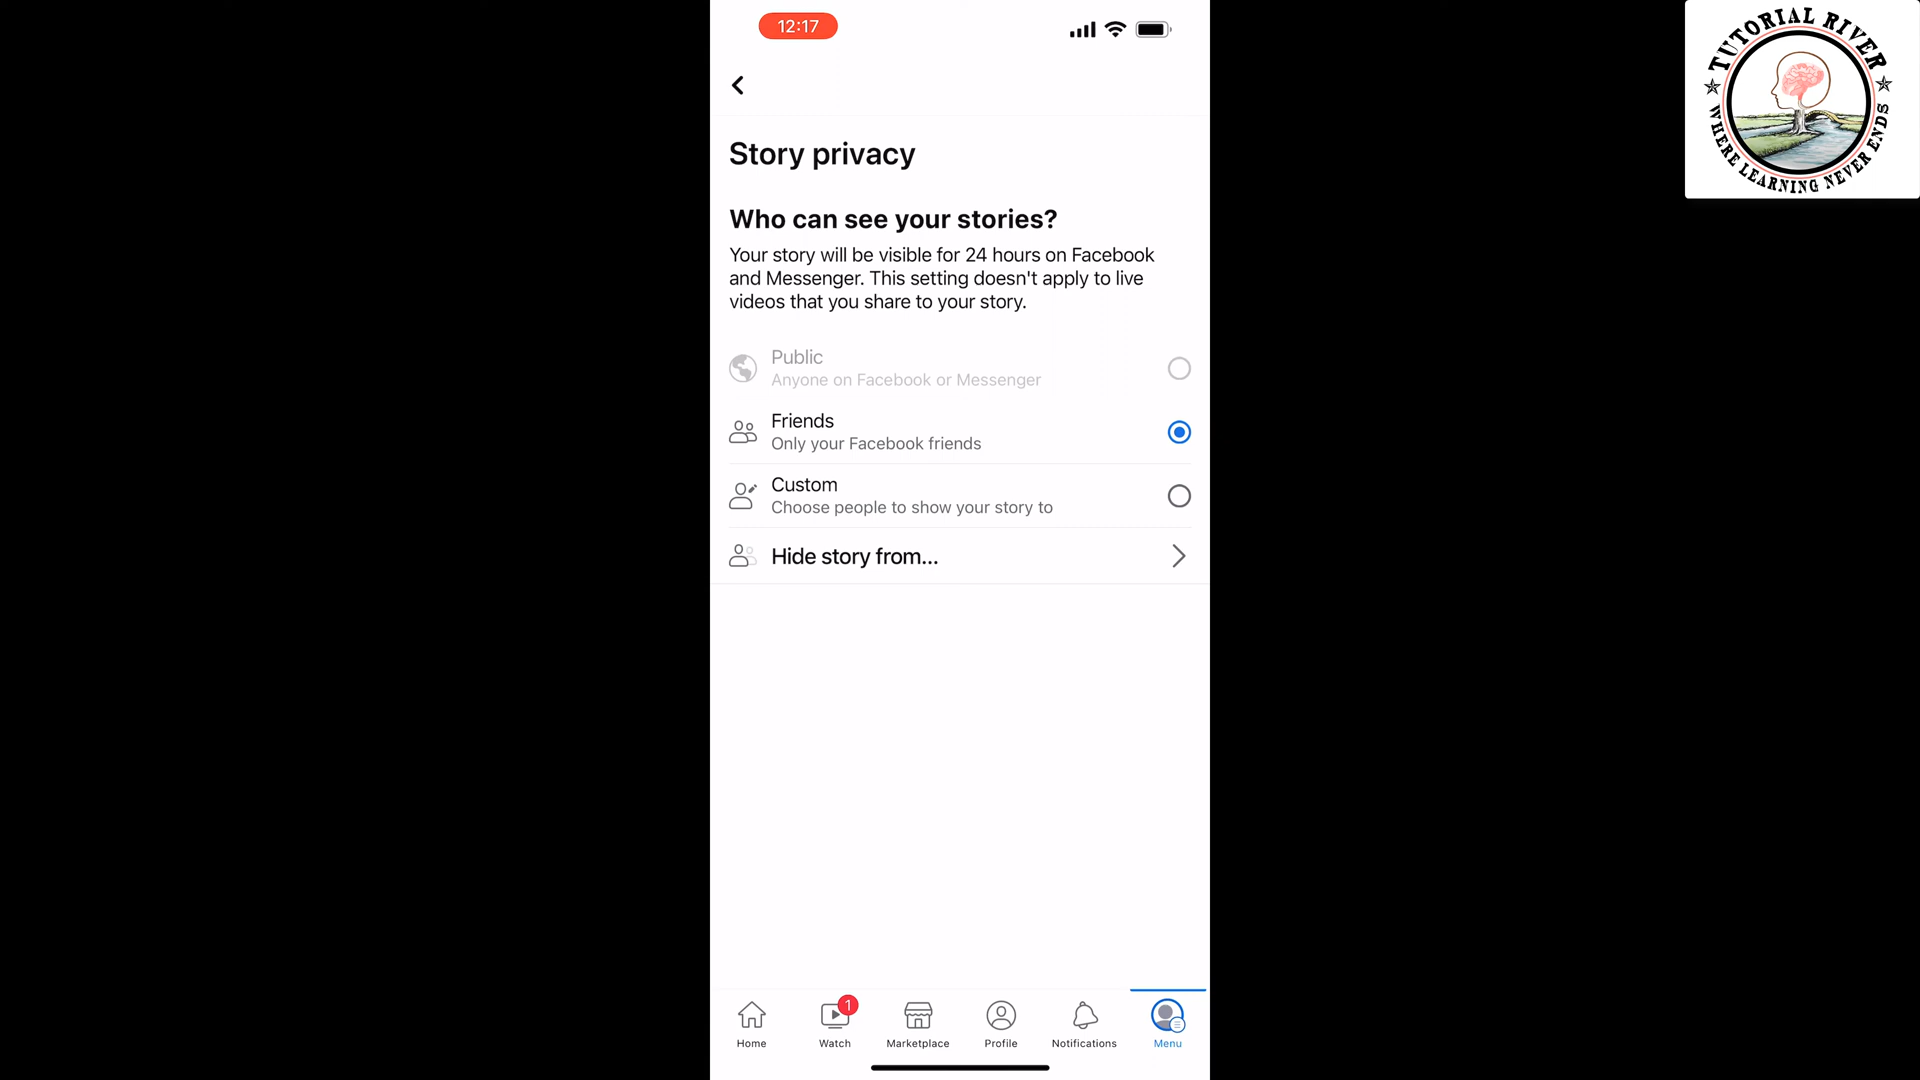 12:17
TUTORIAL RIVER
WHERE LEARNING NEVER ENDS
Story privacy
Who can see your stories?
Your story will be visible for 24 hours on Facebook
and Messenger. This setting doesn't apply to live
videos that you share to your story.
Public
Anyone on Facebook or Messenger
Friends
Only your Facebook friends
Custom
Choose people to show your story to
Hide story from...
1
Home
Watch
Marketplace
Profile
Notifications
Menu